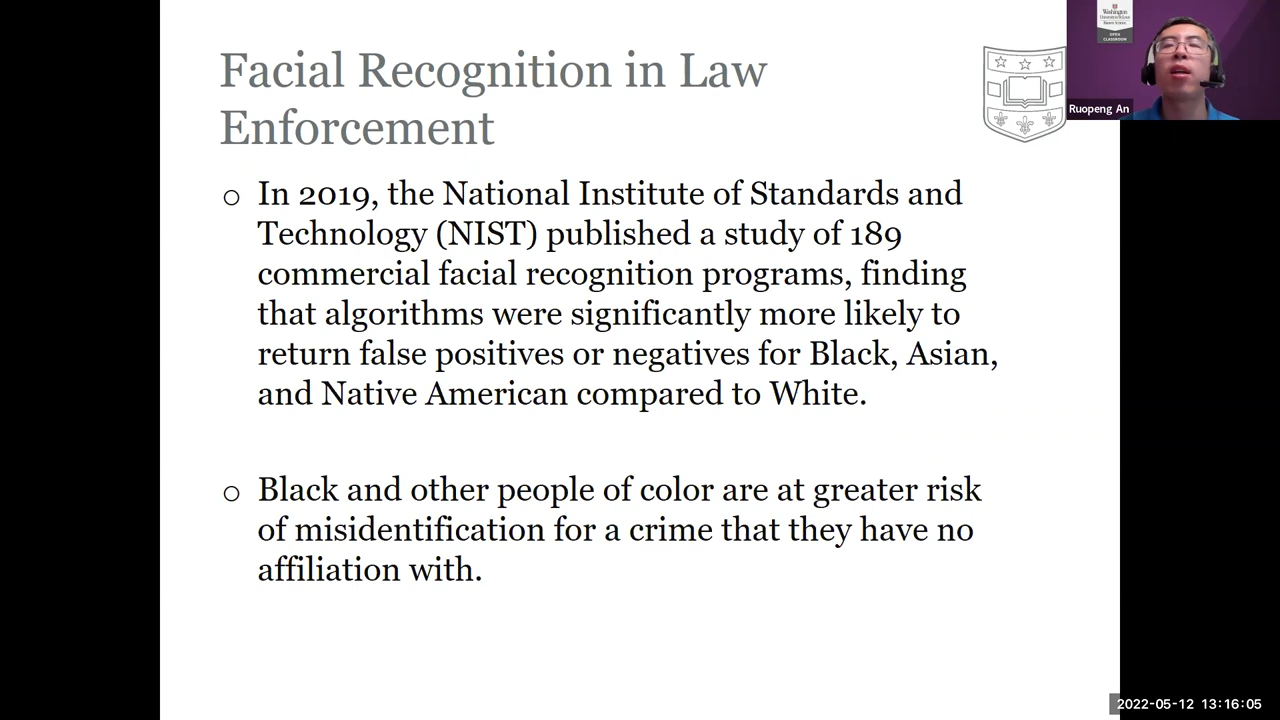 Facial Recognition in Law
Enforcement
o In 2019, the National Institute of Standards and
Technology (NIST) published a study of 189
commercial facial recognition programs, finding
that algorithms were significantly more likely to
return false positives or negatives for Black, Asian,
and Native American compared to White.
o Black and other people of color are at greater risk
of misidentification for a crime that they have no
affiliation with.
Washington
OPEN
CLASSROOM
Ruopeng An
2022-05-12 13:16:05